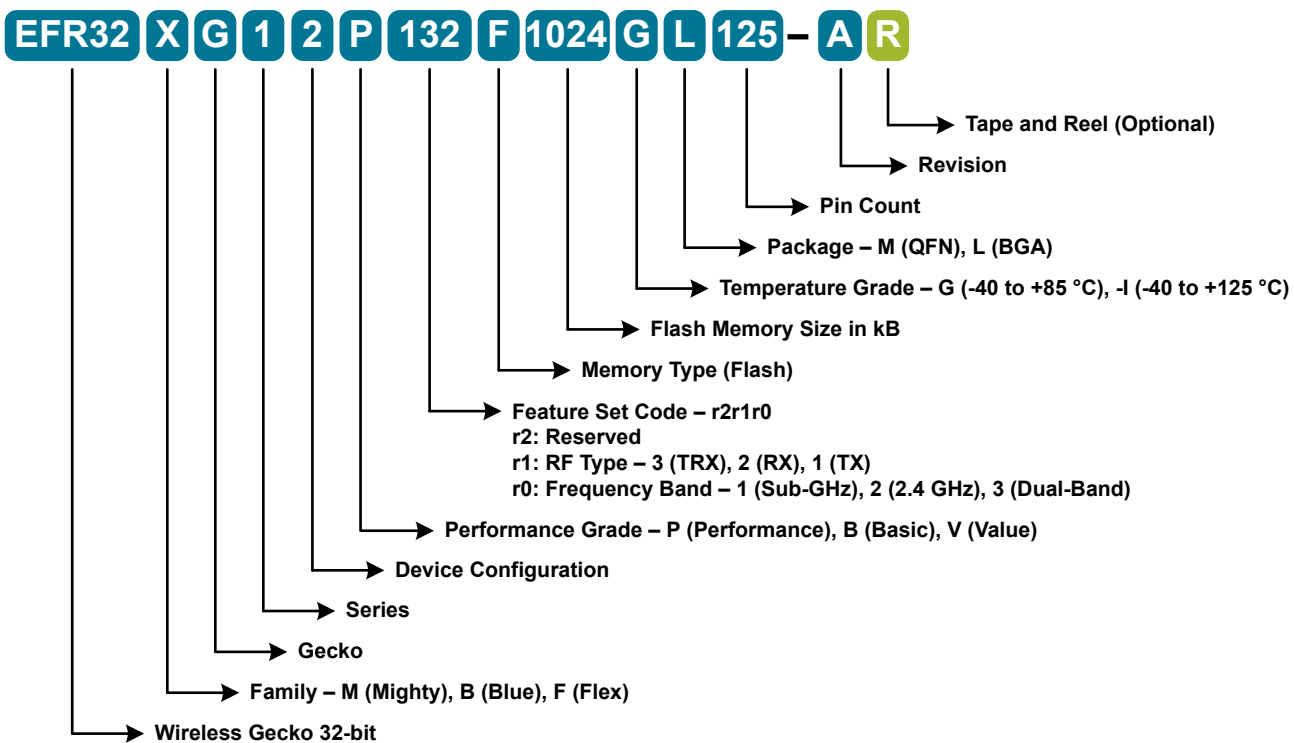 EFR32 X G 1 2 P 132 F 1024 G L 125 – A R
Tape and Reel (Optional)
Revision
Pin Count
Package – M (QFN), L (BGA)
Temperature Grade – G (-40 to +85 °C), -I (-40 to +125 °C)
Flash Memory Size in kB
Memory Type (Flash)
Feature Set Code – r2r1r0
r2: Reserved
r1: RF Type – 3 (TRX), 2 (RX), 1 (TX)
r0: Frequency Band – 1 (Sub-GHz), 2 (2.4 GHz), 3 (Dual-Band)
Performance Grade – P (Performance), B (Basic), V (Value)
Device Configuration
Series
Gecko
Family – M (Mighty), B (Blue), F (Flex)
Wireless Gecko 32-bit